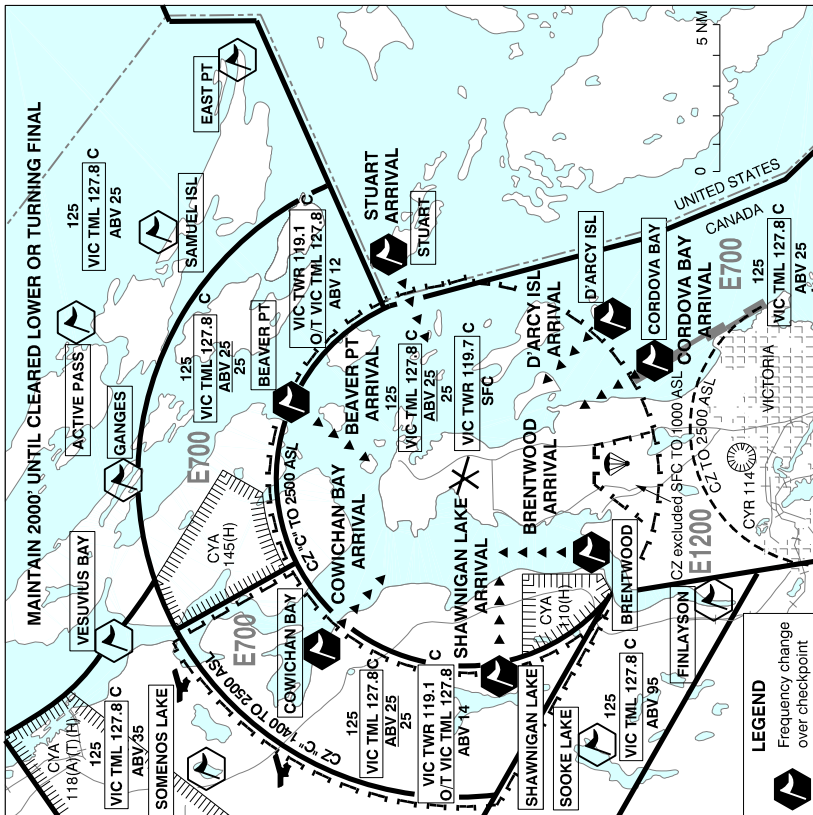 MAINTAIN 2000' UNTIL CLEARED LOWER OR TURNING FINAL
5 NM
0
UNITED STATES
CANADA
EAST PT
125
VIC TML 127.8 C
ABV 25
SAMUEL ISL
ACTIVE PASS
GANGES
VESUVIUS BAY
125
VIC TML 127.8 C
ABV 25
25
E700
BEAVER PT
VIC TWR 119.1 C
O/T VIC TML 127.8
ABV 12
STUART
ARRIVAL
STUART
BEAVER PT
ARRIVAL
125
VIC TML 127.8 C
ABV 25
25
VIC TWR 119.7 C
SFC
D'ARCY ISL
ARRIVAL
D'ARCY ISL
CORDOVA BAY
CORDOVA BAY
ARRIVAL
E700
125
VIC TML 127.8 C
ABV 25
CYA
145(H)
CZ "C" TO 2500 ASL
COWICHAN BAY
ARRIVAL
COWICHAN BAY
E700
CZ "C" 1400 TO 2500 ASL
SHAWNIGAN LAKE
ARRIVAL
BRENTWOOD
ARRIVAL
BRENTWOOD
CYA
110(H)
CZ excluded SFC TO 1000 ASL
CZ TO 2500 ASL
VICTORIA
CYR 114
E1200
FINLAYSON
CYA
118(A)(T)(H)
125
VIC TML 127.8 C
ABV 35
SOMENOS LAKE
125
VIC TML 127.8 C
ABV 25
25
VIC TWR 119.1 C
O/T VIC TML 127.8
ABV 14
SHAWNIGAN LAKE
SOOKE LAKE
125
VIC TML 127.8 C
ABV 95
LEGEND
Frequency change
over checkpoint